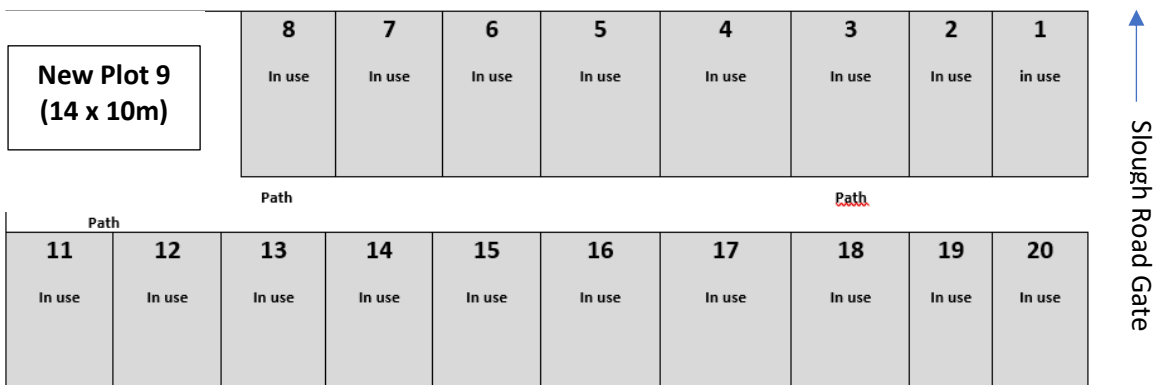 8 7 6 5 4 3 2 1
In use In use In use In use In use In use In use in use
New Plot 9
(14 x 10m)
Path Path
Path
11 12 13 14 15 16 17 18 19 20
In use In use In use In use In use In use In use In use In use In use
Slough Road Gate